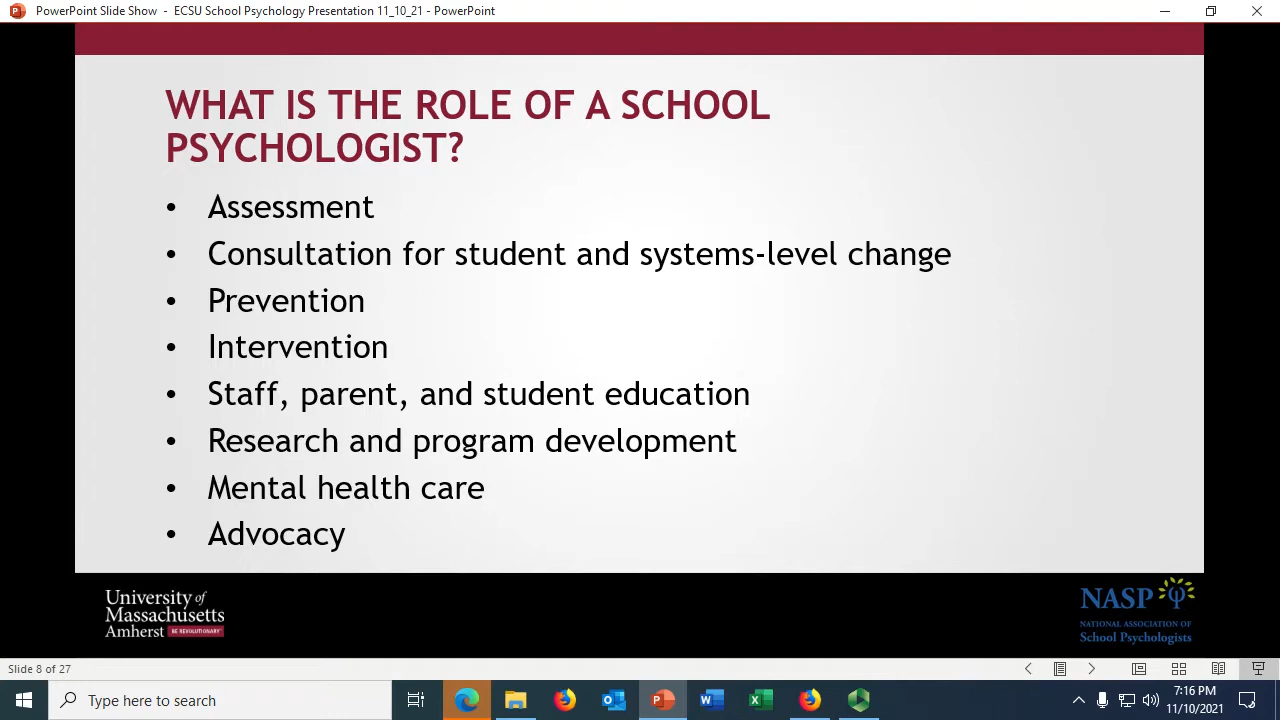 PowerPoint Slide Show - ECSU School Psychology Presentation 11_10_21 - PowerPoint
WHAT IS THE ROLE OF A SCHOOL
PSYCHOLOGIST?
• Assessment
• Consultation for student and systems-level change
• Prevention
• Intervention
• Staff, parent, and student education
• Research and program development
• Mental health care
• Advocacy
University of
Massachusetts
Amherst BE REVOLUTIONARY™
NASP
NATIONAL ASSOCIATION OF
School Psychologists
Slide 8 of 27
Type here to search
7:16 PM
11/10/2021